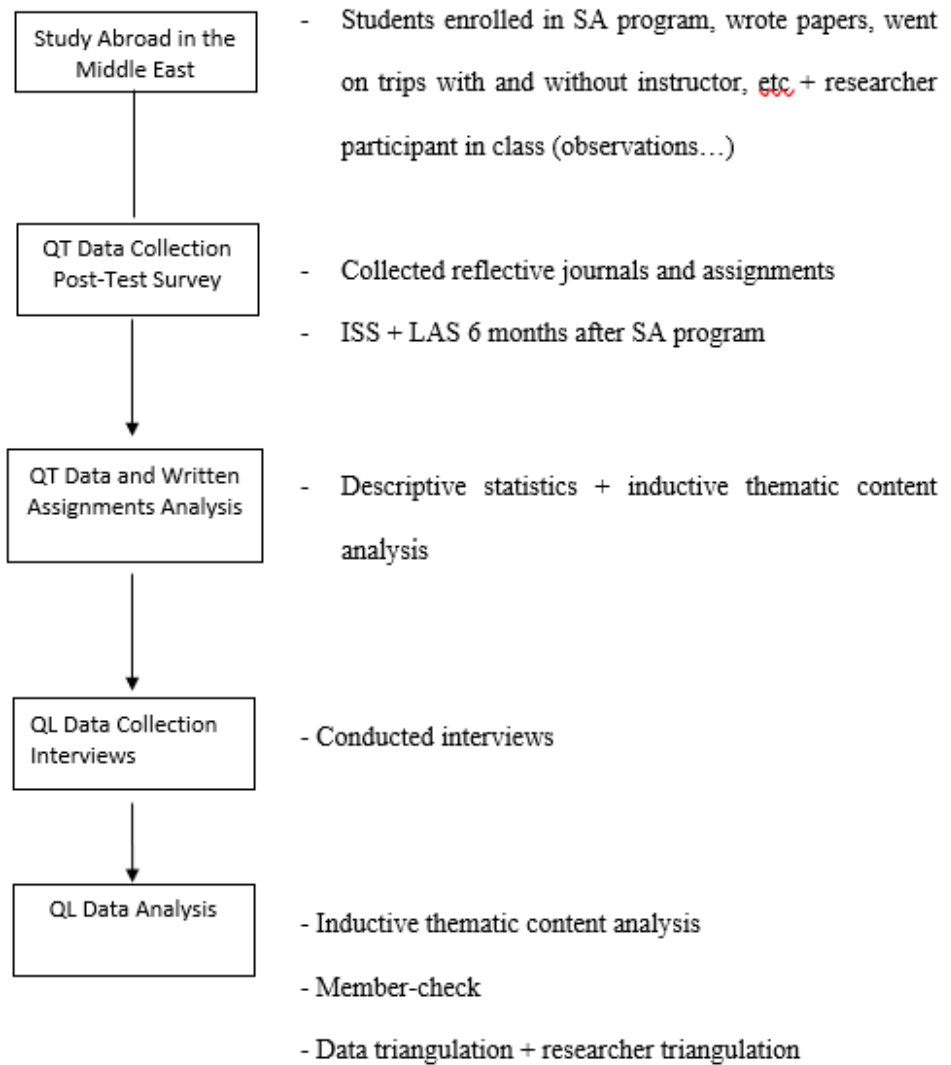 Study Abroad in the
Middle East
- Students enrolled in SA program, wrote papers, went
on trips with and without instructor, etc + researcher
participant in class (observations…)
QT Data Collection
Post-Test Survey
- Collected reflective journals and assignments
- ISS + LAS 6 months after SA program
QT Data and Written
Assignments Analysis
- Descriptive statistics + inductive thematic content
analysis
QL Data Collection
Interviews
- Conducted interviews
QL Data Analysis
- Inductive thematic content analysis
- Member-check
- Data triangulation + researcher triangulation